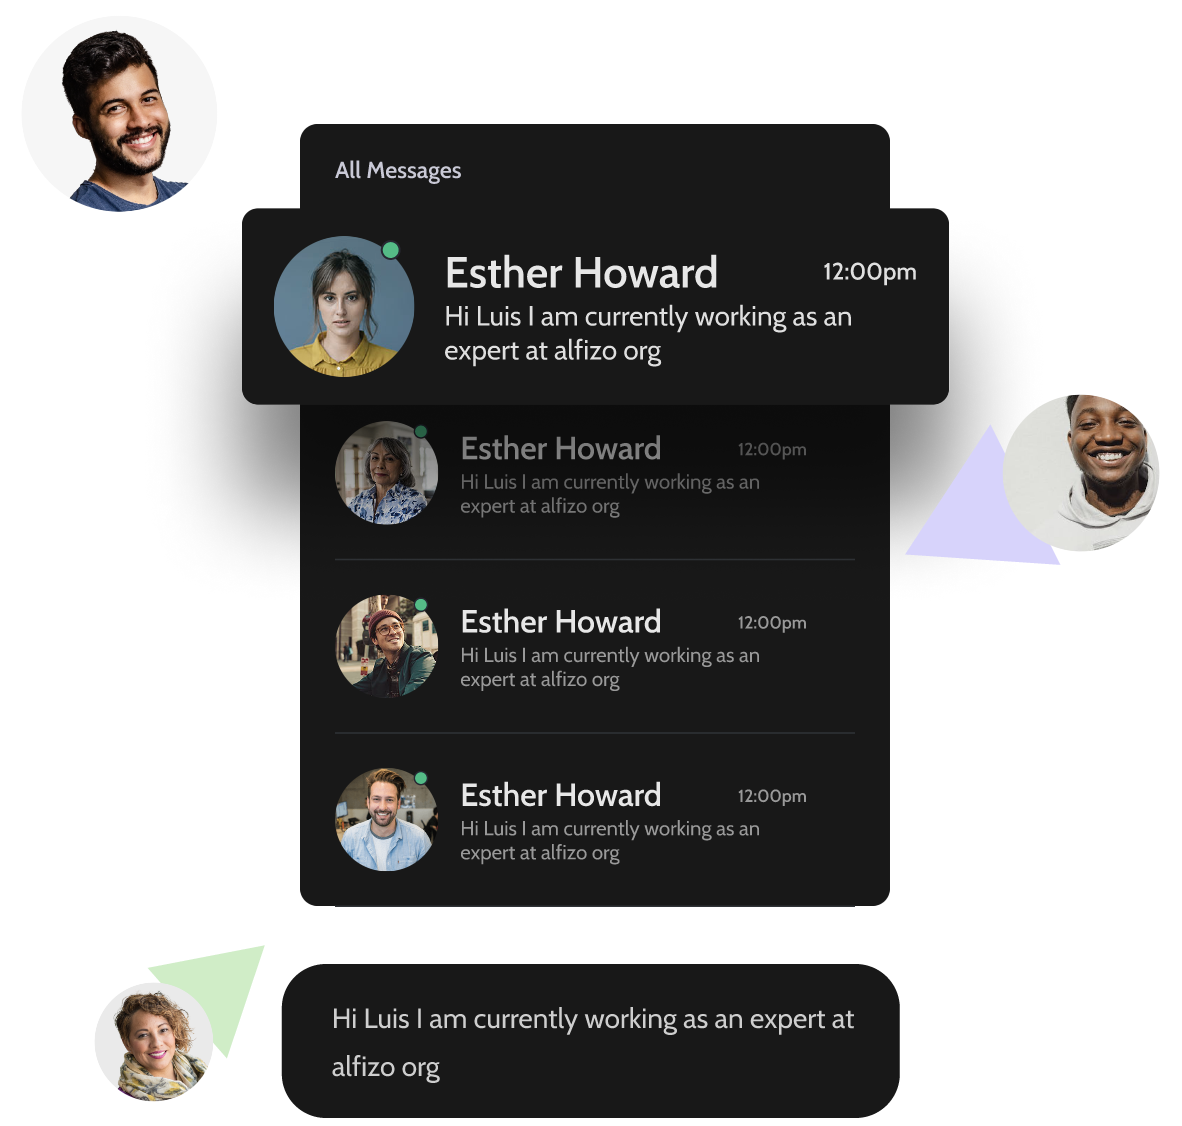 All Messages
Esther Howard
12:00pm
Hi Luis I am currently working as an
expert at alfizo org
Esther Howard
12:00pm
Hi Luis I am currently working as an
expert at alfizo org
Esther Howard
12:00pm
Hi Luis I am currently working as an
expert at alfizo org
Esther Howard
12:00pm
Hi Luis I am currently working as an
expert at alfizo org
Hi Luis I am currently working as an expert at
alfizo org